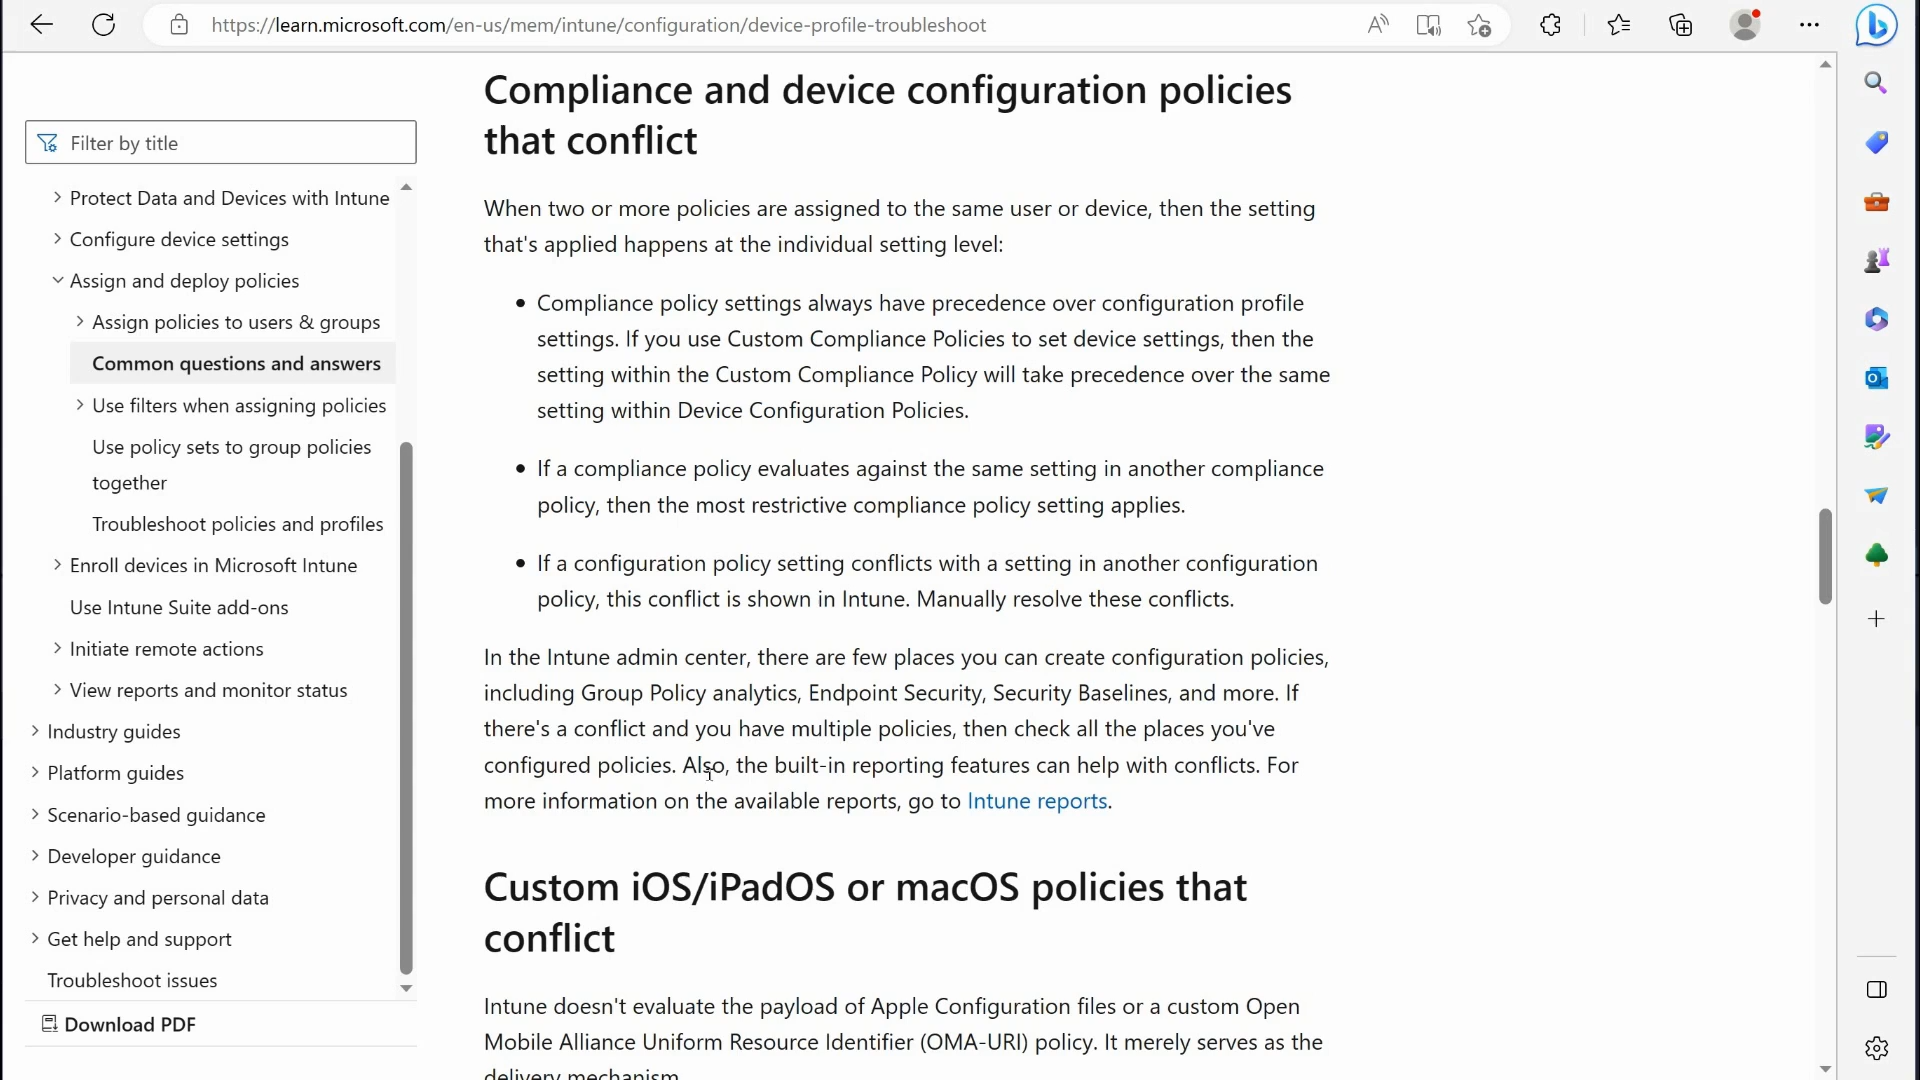 https://learn.microsoft.com/en-us/mem/intune/configuration/device-profile-troubleshoot
Filter by title
Protect Data and Devices with Intune
Configure device settings
Assign and deploy policies
Assign policies to users & groups
Common questions and answers
Use filters when assigning policies
Use policy sets to group policies
together
Troubleshoot policies and profiles
Enroll devices in Microsoft Intune
Use Intune Suite add-ons
Initiate remote actions
View reports and monitor status
Industry guides
Platform guides
Scenario-based guidance
Developer guidance
Privacy and personal data
Get help and support
Troubleshoot issues
Download PDF
Compliance and device configuration policies
that conflict
When two or more policies are assigned to the same user or device, then the setting
that's applied happens at the individual setting level:
• Compliance policy settings always have precedence over configuration profile
settings. If you use Custom Compliance Policies to set device settings, then the
setting within the Custom Compliance Policy will take precedence over the same
setting within Device Configuration Policies.
• If a compliance policy evaluates against the same setting in another compliance
policy, then the most restrictive compliance policy setting applies.
• If a configuration policy setting conflicts with a setting in another configuration
policy, this conflict is shown in Intune. Manually resolve these conflicts.
In the Intune admin center, there are few places you can create configuration policies,
including Group Policy analytics, Endpoint Security, Security Baselines, and more. If
there's a conflict and you have multiple policies, then check all the places you've
configured policies. Also, the built-in reporting features can help with conflicts. For
more information on the available reports, go to Intune reports.
Custom iOS/iPadOS or macOS policies that
conflict
Intune doesn't evaluate the payload of Apple Configuration files or a custom Open
Mobile Alliance Uniform Resource Identifier (OMA-URI) policy. It merely serves as the
delivery mechanism.